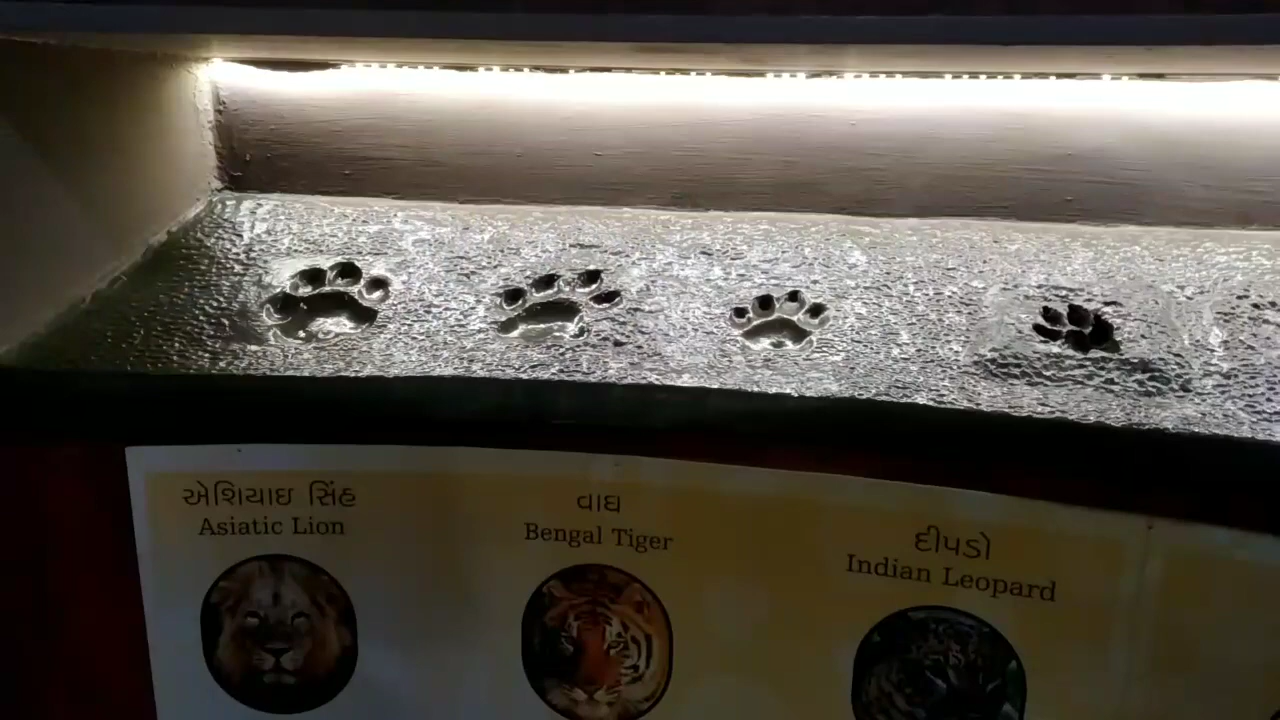 એશિયાઇ સિંહ
Asiatic Lion
વાઘ
Bengal Tiger
દીપડો
Indian Leopard